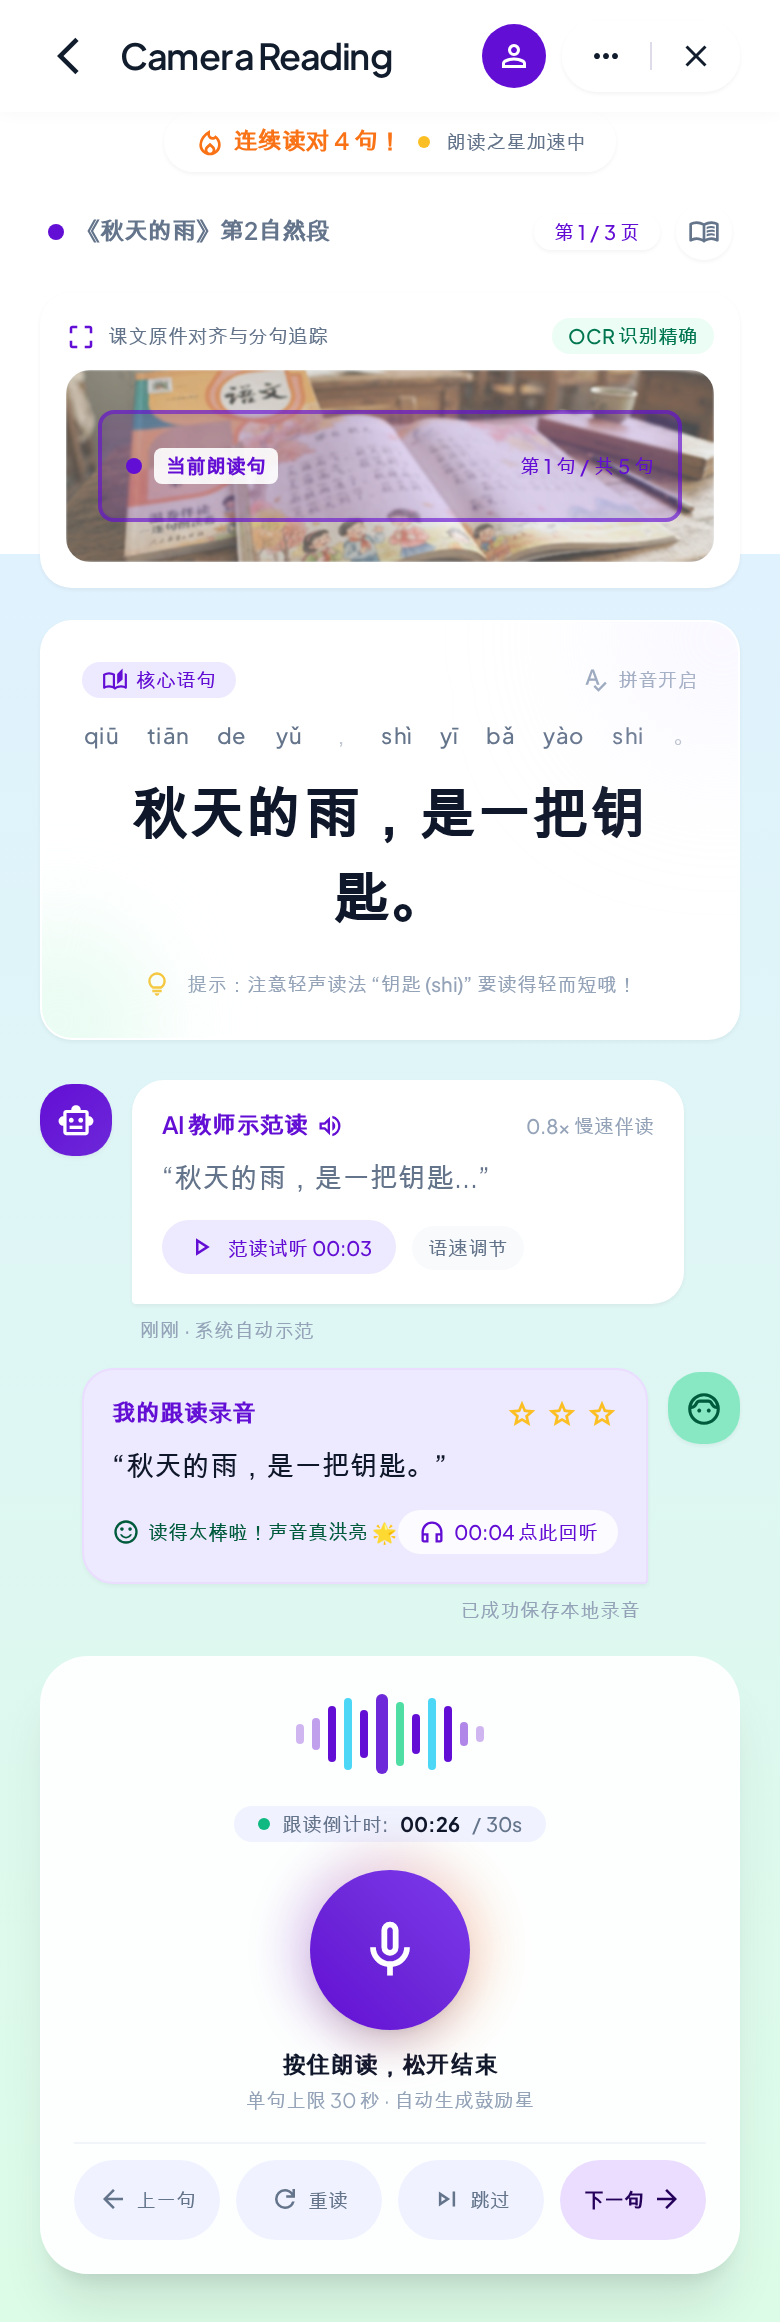 Camera Reading
连续读对 4 句！ 朗读之星加速中
《秋天的雨》第2自然段 第 1 / 3 页
课文原件对齐与分句追踪 OCR 识别精确
语文
当前朗读句 第 1 句 / 共 5 句
核心语句 拼音开启
qiū tiān de yǔ ， shì yī bǎ yào shi 。
秋天的雨，是一把钥
匙。
提示：注意轻声读法 “钥匙 (shi)” 要读得轻而短哦！
AI 教师示范读 0.8× 慢速伴读
“秋天的雨，是一把钥匙...”
范读试听 00:03 语速调节
刚刚 · 系统自动示范
我的跟读录音
“秋天的雨，是一把钥匙。”
读得太棒啦！声音真洪亮 🌟 00:04 点此回听
已成功保存本地录音
跟读倒计时: 00:26 / 30s
按住朗读，松开结束
单句上限 30 秒 · 自动生成鼓励星
上一句 重读 跳过 下一句